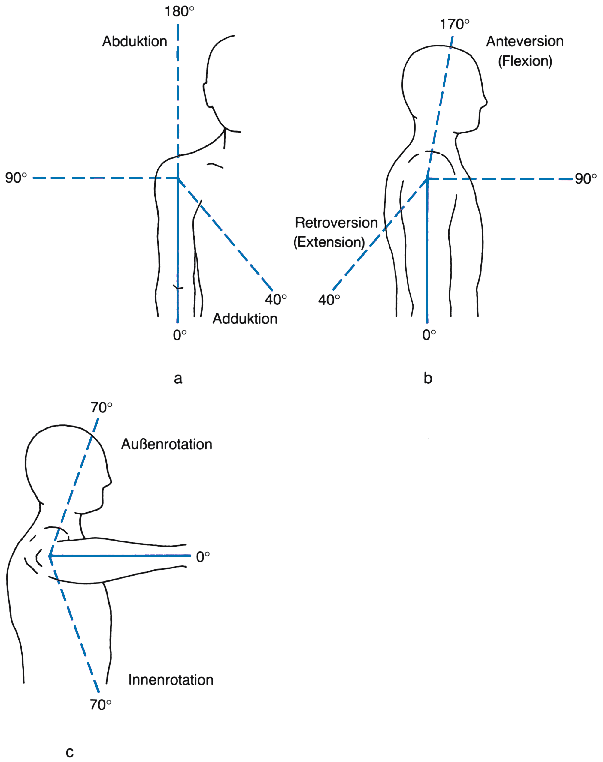 180°
Abduktion
90°
40°
Adduktion
0°
a
170°
Anteversion
(Flexion)
90°
Retroversion
(Extension)
40°
0°
b
70°
Außenrotation
0°
Innenrotation
70°
c